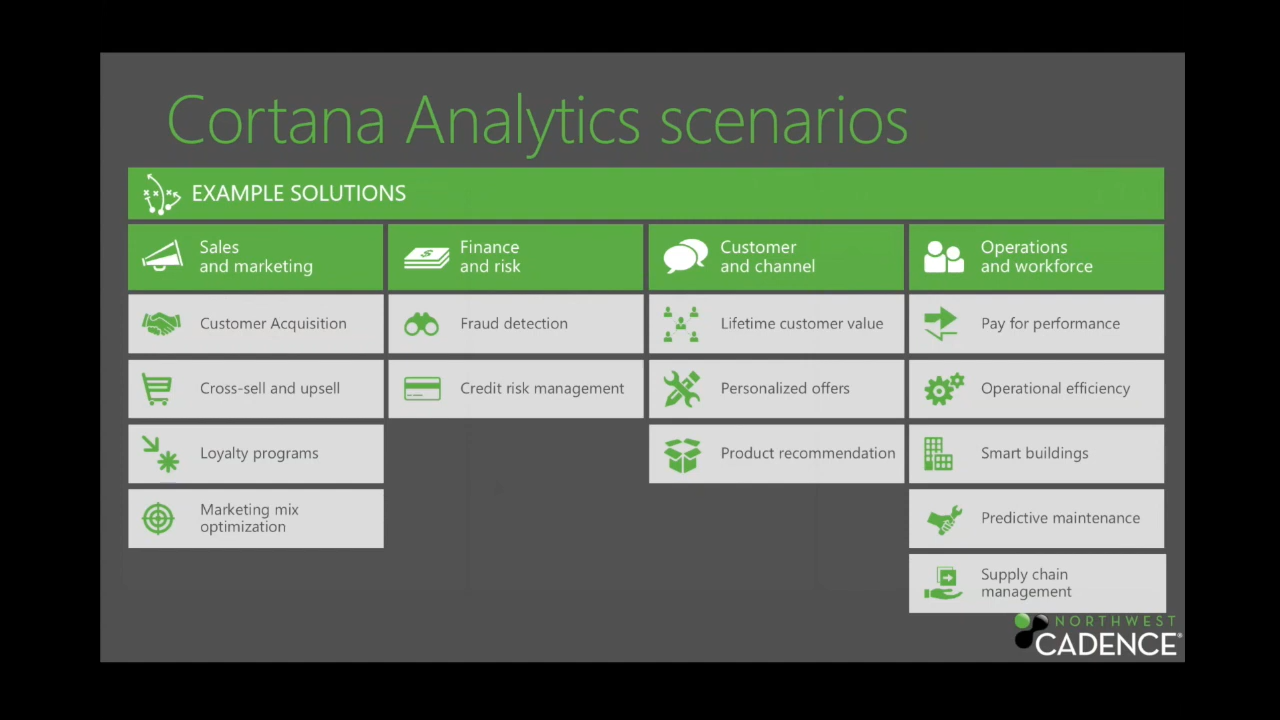 Cortana Analytics scenarios
EXAMPLE SOLUTIONS
Sales
and marketing
Customer Acquisition
Cross-sell and upsell
Loyalty programs
Marketing mix
optimization
Finance
and risk
Fraud detection
Credit risk management
Customer
and channel
Lifetime customer value
Personalized offers
Product recommendation
Operations
and workforce
Pay for performance
Operational efficiency
Smart buildings
Predictive maintenance
Supply chain
management
NORTHWEST
CADENCE®